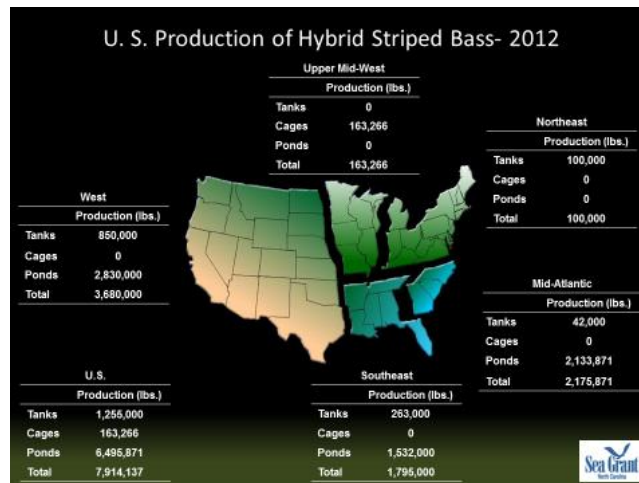 U. S. Production of Hybrid Striped Bass- 2012
Upper Mid-West
Production (lbs.)
Tanks 0
Cages 163,266
Ponds 0
Total 163,266
Northeast
Production (lbs.)
Tanks 100,000
Cages 0
Ponds 0
Total 100,000
West
Production (lbs.)
Tanks 850,000
Cages 0
Ponds 2,830,000
Total 3,680,000
Mid-Atlantic
Production (lbs.)
Tanks 42,000
Cages 0
Ponds 2,133,871
Total 2,175,871
U.S.
Production (lbs.)
Tanks 1,255,000
Cages 163,266
Ponds 6,495,871
Total 7,914,137
Southeast
Production (lbs.)
Tanks 263,000
Cages 0
Ponds 1,532,000
Total 1,795,000
Sea Grant
North Carolina